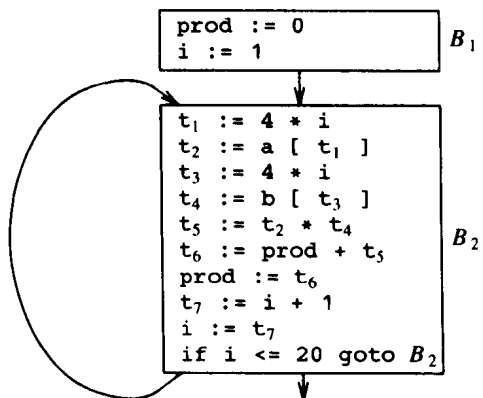 prod := 0
i := 1
B₁
t₁ := 4 * i
t₂ := a [ t₁ ]
t₃ := 4 * i
t₄ := b [ t₃ ]
t₅ := t₂ * t₄
t₆ := prod + t₅
prod := t₆
t₇ := i + 1
i := t₇
if i <= 20 goto B₂
B₂